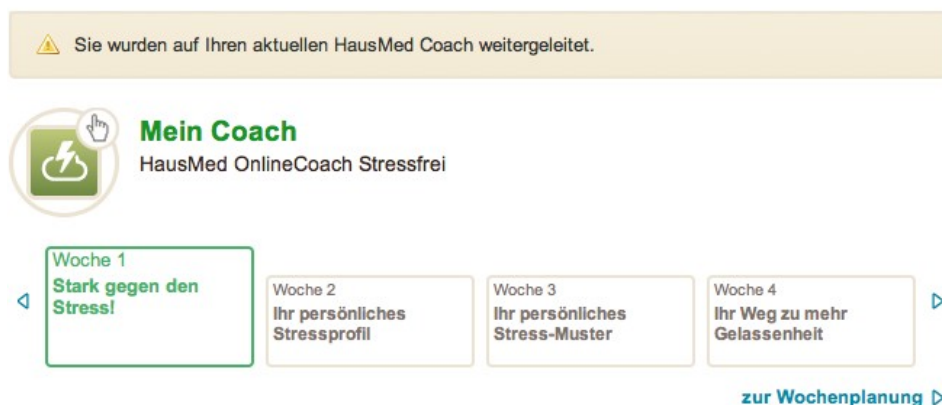 Sie wurden auf Ihren aktuellen HausMed Coach weitergeleitet.
Mein Coach
HausMed OnlineCoach Stressfrei
Woche 1
Stark gegen den
Stress!
Woche 2
Ihr persönliches
Stressprofil
Woche 3
Ihr persönliches
Stress-Muster
Woche 4
Ihr Weg zu mehr
Gelassenheit
zur Wochenplanung